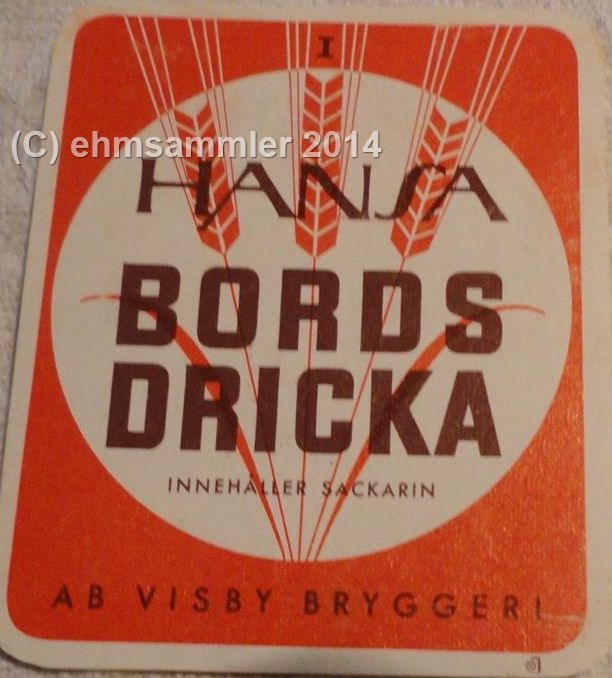 I
(C) ehmsammler 2014
HANSA
BORDS
DRICKA
INNEHÅLLER SACKARIN
AB VISBY BRYGGERI